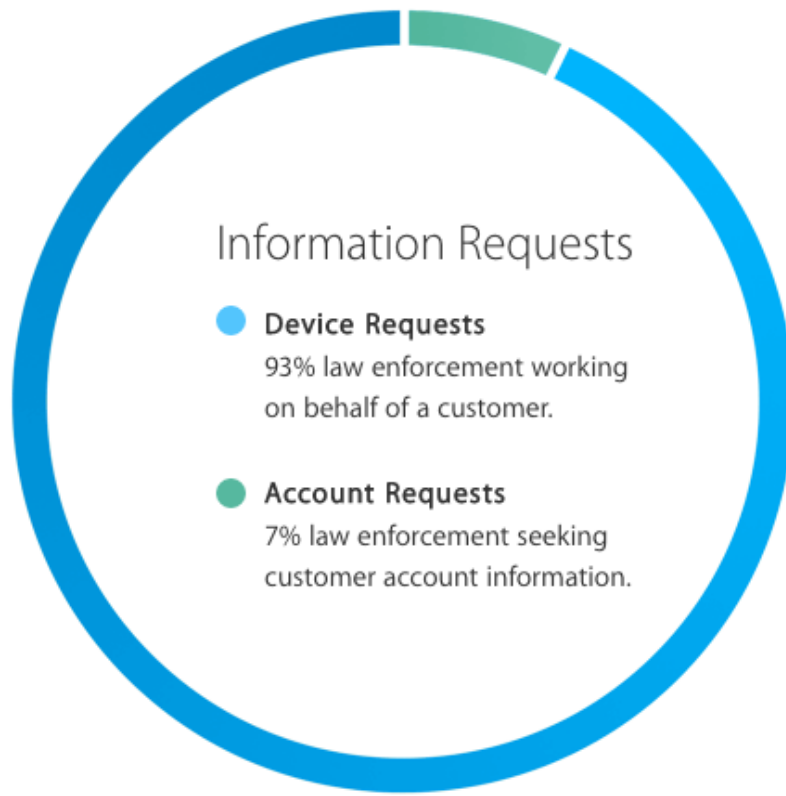 Information Requests
Device Requests
93% law enforcement working
on behalf of a customer.
Account Requests
7% law enforcement seeking
customer account information.